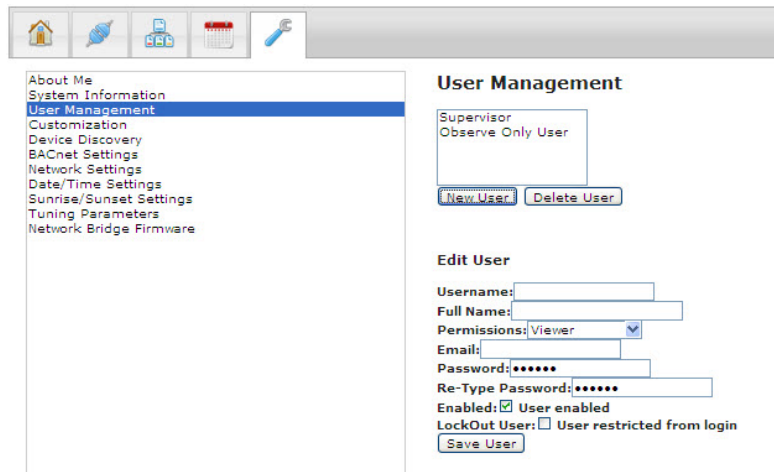 About Me
System Information
User Management
Customization
Device Discovery
BACnet Settings
Network Settings
Date/Time Settings
Sunrise/Sunset Settings
Tuning Parameters
Network Bridge Firmware
User Management
Supervisor
Observe Only User
New User Delete User
Edit User
Username:
Full Name:
Permissions: Viewer
Email:
Password: ••••••
Re-Type Password: ••••••
Enabled: User enabled
LockOut User: User restricted from login
Save User